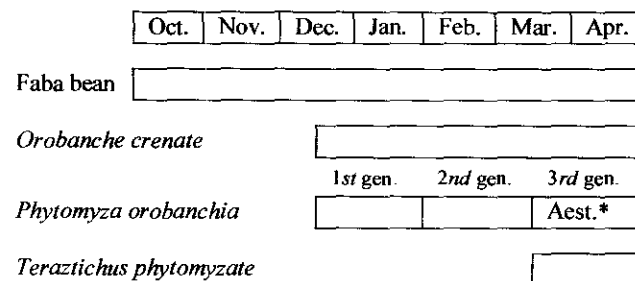 Oct. Nov. Dec. Jan. Feb. Mar. Apr.
Faba bean
Orobanche crenate
1st gen. 2nd gen. 3rd gen.
Phytomyza orobanchia Aest.*
Teraztichus phytomyzate